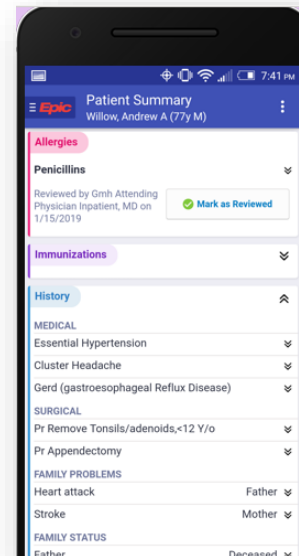 7:41 PM
Epic
Patient Summary
Willow, Andrew A (77y M)
Allergies
Penicillins
Reviewed by Gmh Attending
Physician Inpatient, MD on
1/15/2019
Mark as Reviewed
Immunizations
History
MEDICAL
Essential Hypertension
Cluster Headache
Gerd (gastroesophageal Reflux Disease)
SURGICAL
Pr Remove Tonsils/adenoids,<12 Y/o
Pr Appendectomy
FAMILY PROBLEMS
Heart attack Father
Stroke Mother
FAMILY STATUS
Father Deceased